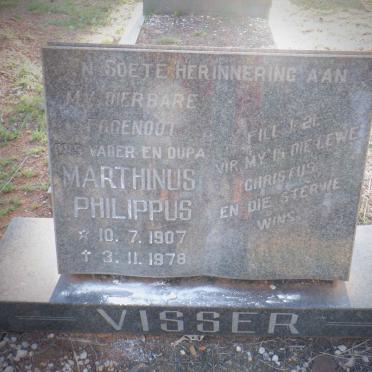 'N SOETE HERINNERING AAN
MY DIERBARE
EGGENOOT
ONS VADER EN OUPA
MARTHINUS
PHILIPPUS
* 10. 7. 1907
✝ 3. 11. 1978
FILL 1:21
VIR MY IS DIE LEWE
CHRISTUS
EN DIE STERWE
WINS.
VISSER